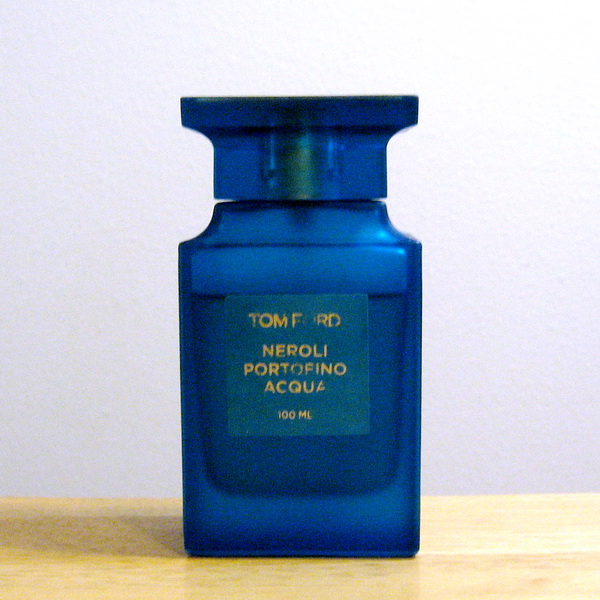 TOM FORD
NEROLI
PORTOFINO
ACQUA
100 ML